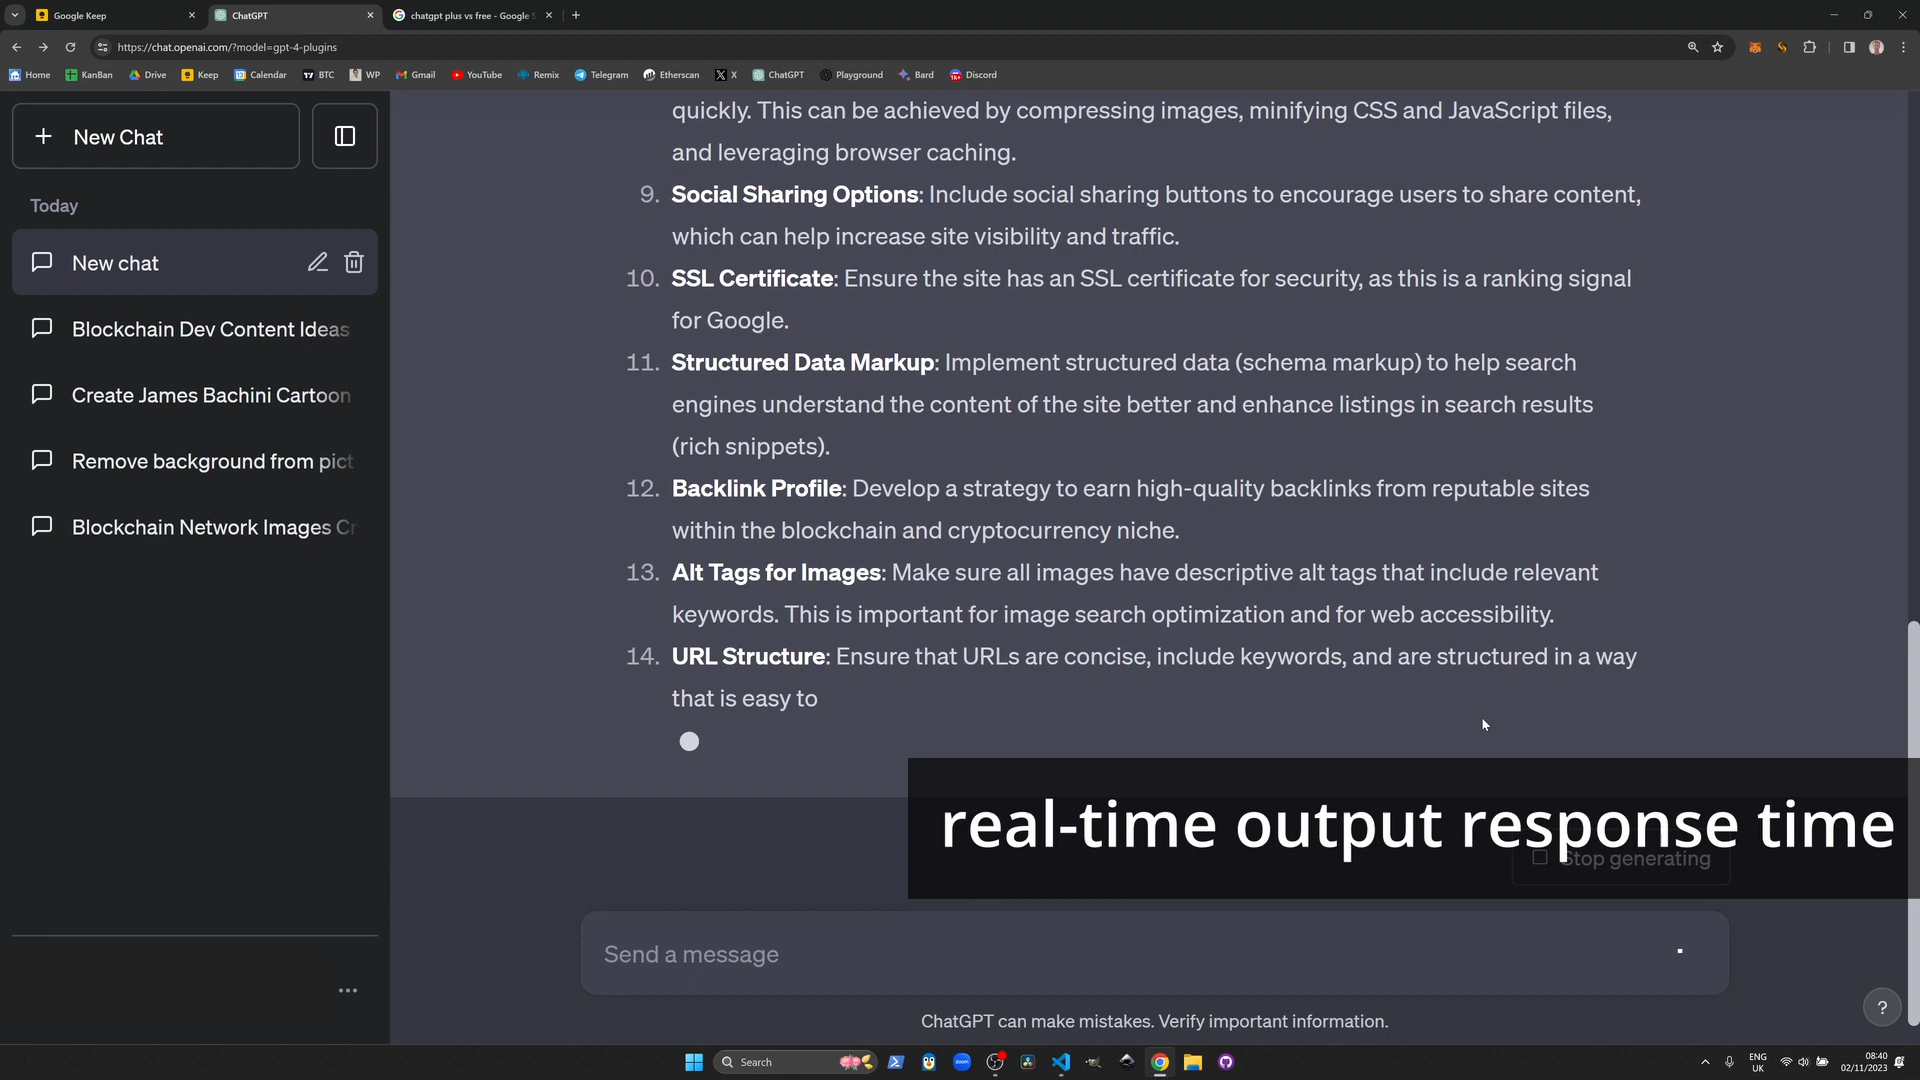 Google Keep
ChatGPT
chatgpt plus vs free - Google S
https://chat.openai.com/?model=gpt-4-plugins
Home KanBan Drive Keep Calendar BTC WP Gmail YouTube Remix Telegram Etherscan X ChatGPT Playground Bard Discord
New Chat
Today
New chat
Blockchain Dev Content Ideas
Create James Bachini Cartoon
Remove background from pict
Blockchain Network Images Cr
quickly. This can be achieved by compressing images, minifying CSS and JavaScript files,
and leveraging browser caching.
9. Social Sharing Options: Include social sharing buttons to encourage users to share content,
which can help increase site visibility and traffic.
10. SSL Certificate: Ensure the site has an SSL certificate for security, as this is a ranking signal
for Google.
11. Structured Data Markup: Implement structured data (schema markup) to help search
engines understand the content of the site better and enhance listings in search results
(rich snippets).
12. Backlink Profile: Develop a strategy to earn high-quality backlinks from reputable sites
within the blockchain and cryptocurrency niche.
13. Alt Tags for Images: Make sure all images have descriptive alt tags that include relevant
keywords. This is important for image search optimization and for web accessibility.
14. URL Structure: Ensure that URLs are concise, include keywords, and are structured in a way
that is easy to
real-time output response time
Stop generating
Send a message
ChatGPT can make mistakes. Verify important information.
?
Search
zoom
ENG
UK
08:40
02/11/2023